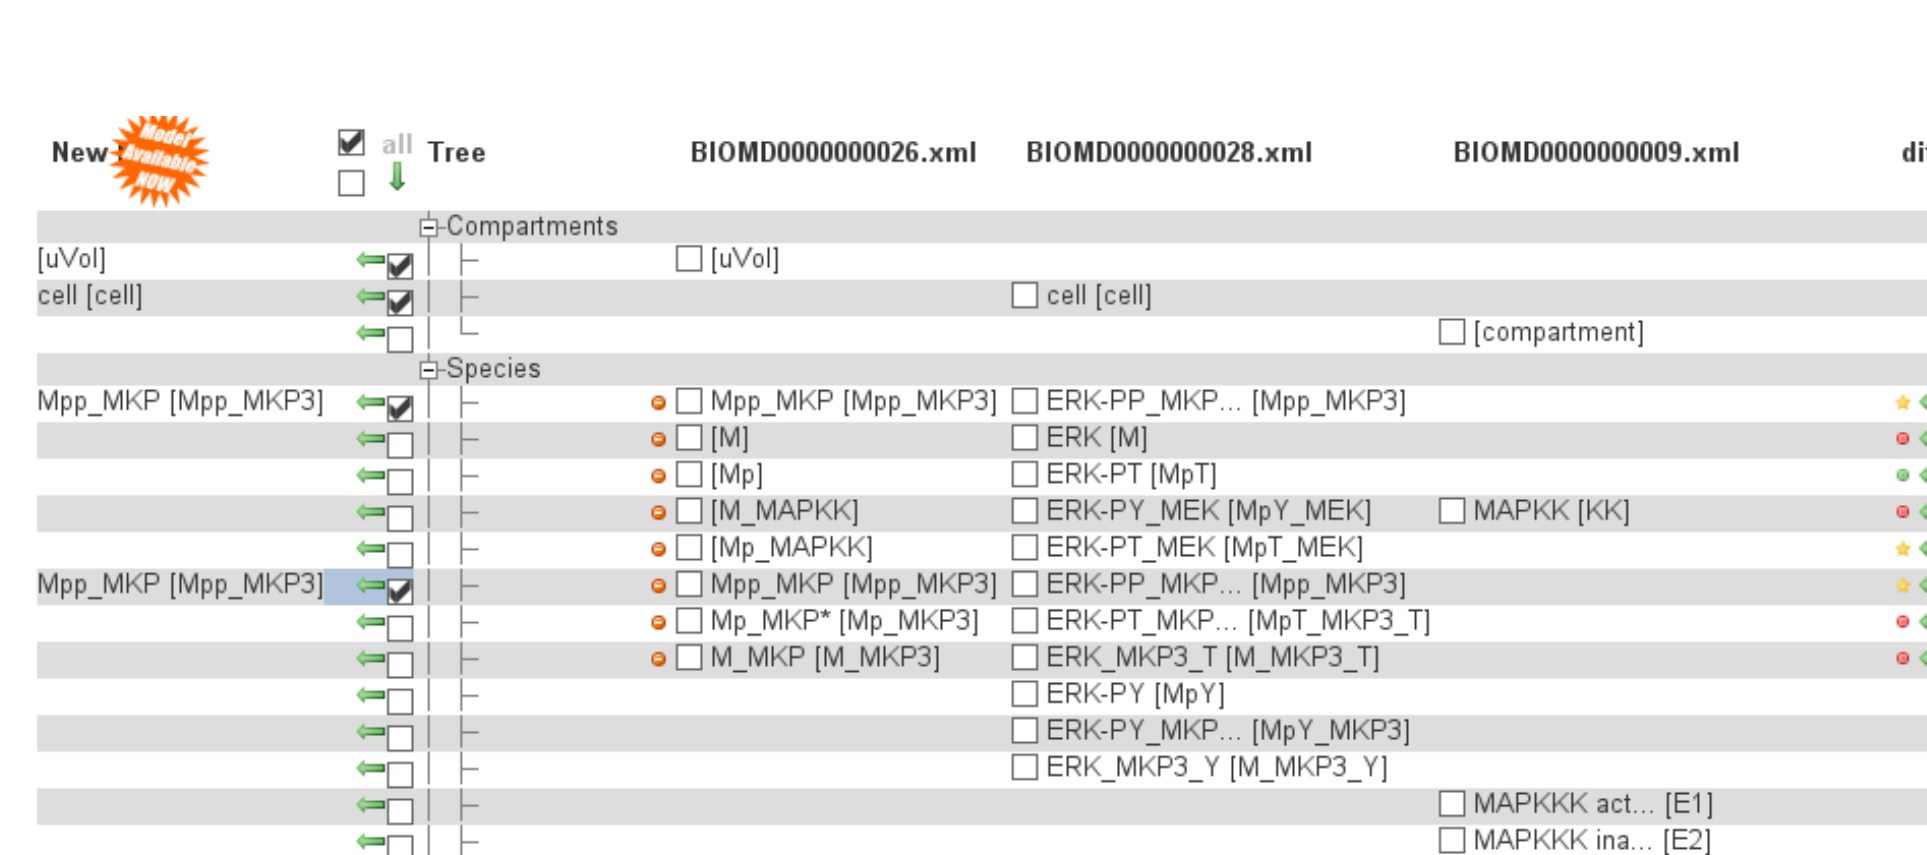 New Model Available NOW all Tree BIOMD0000000026.xml BIOMD0000000028.xml BIOMD0000000009.xml
Compartments
[uVol] [uVol]
cell [cell] cell [cell]
[compartment]
Species
Mpp_MKP [Mpp_MKP3] Mpp_MKP [Mpp_MKP3] ERK-PP_MKP... [Mpp_MKP3]
[M] ERK [M]
[Mp] ERK-PT [MpT]
[M_MAPKK] ERK-PY_MEK [MpY_MEK] MAPKK [KK]
[Mp_MAPKK] ERK-PT_MEK [MpT_MEK]
Mpp_MKP [Mpp_MKP3] Mpp_MKP [Mpp_MKP3] ERK-PP_MKP... [Mpp_MKP3]
Mp_MKP* [Mp_MKP3] ERK-PT_MKP... [MpT_MKP3_T]
M_MKP [M_MKP3] ERK_MKP3_T [M_MKP3_T]
ERK-PY [MpY]
ERK-PY_MKP... [MpY_MKP3]
ERK_MKP3_Y [M_MKP3_Y]
MAPKKK act... [E1]
MAPKKK ina... [E2]